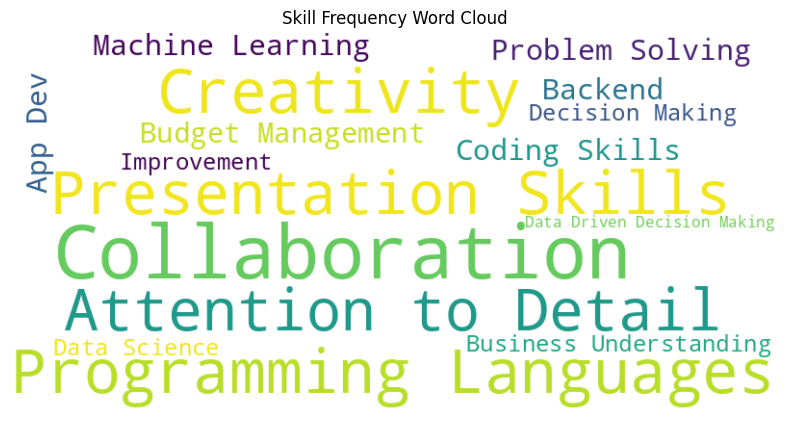 Skill Frequency Word Cloud
Machine Learning
Problem Solving
Creativity
Backend
App Dev
Decision Making
Budget Management
Coding Skills
Improvement
Presentation Skills
Data Driven Decision Making
Collaboration
Attention to Detail
Data Science
Business Understanding
Programming Languages